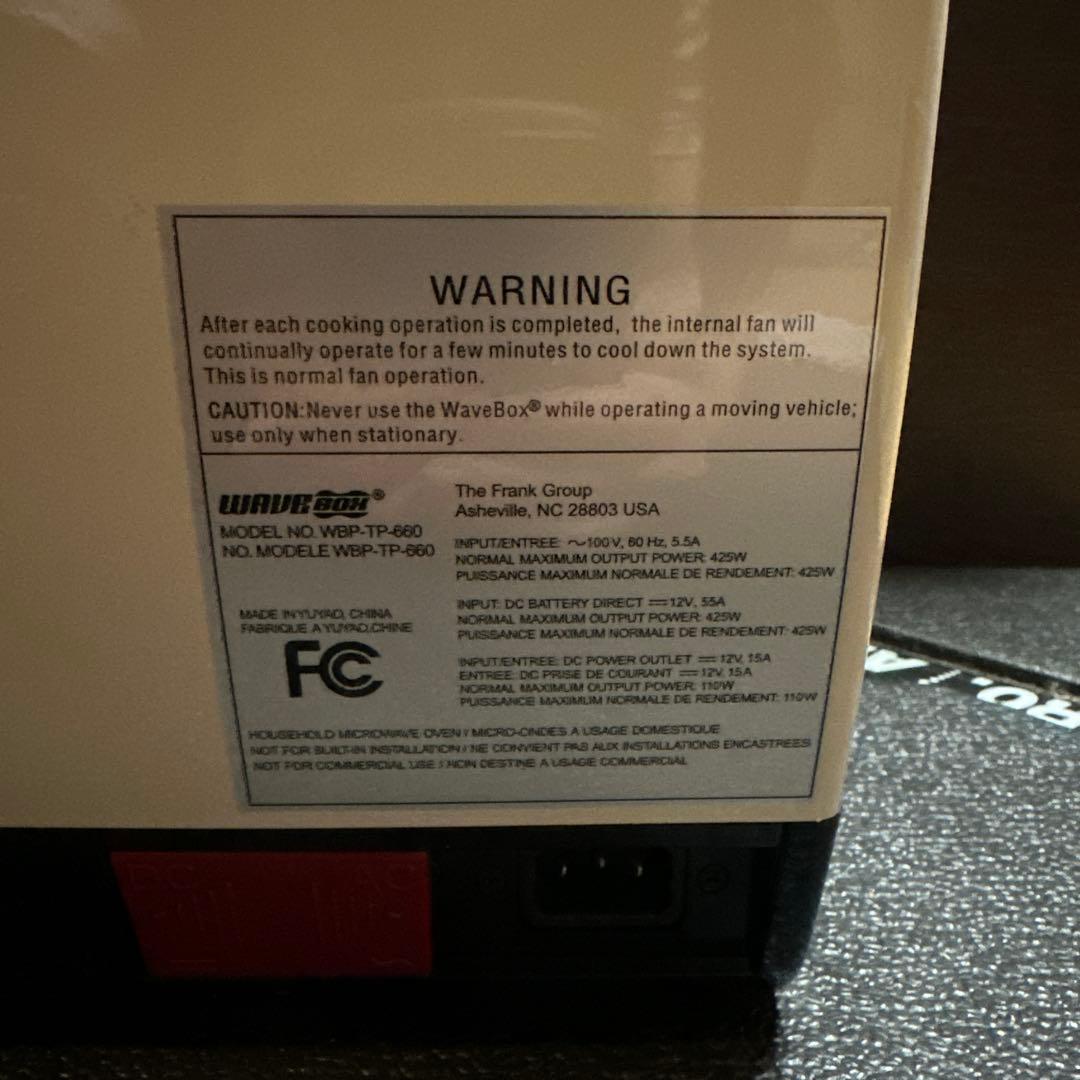 WARNING
After each cooking operation is completed, the internal fan will
continually operate for a few minutes to cool down the system.
This is normal fan operation.
CAUTION:Never use the WaveBox® while operating a moving vehicle;
use only when stationary.
WAVEBOX®
MODEL NO. WBP-TP-660
NO. MODELE WBP-TP-660
MADE IN YUYAO, CHINA
FABRIQUE A YUYAO,CHINE
FC
The Frank Group
Asheville, NC 28803 USA
INPUT/ENTREE: ~100V, 60 Hz, 5.5A
NORMAL MAXIMUM OUTPUT POWER: 425W
PUISSANCE MAXIMUM NORMALE DE RENDEMENT: 425W
INPUT: DC BATTERY DIRECT ⎓12V, 55A
NORMAL MAXIMUM OUTPUT POWER: 425W
PUISSANCE MAXIMUM NORMALE DE RENDEMENT: 425W
INPUT/ENTREE: DC POWER OUTLET ⎓12V, 15A
ENTREE: DC PRISE DE COURANT ⎓12V, 15A
NORMAL MAXIMUM OUTPUT POWER: 110W
PUISSANCE MAXIMUM NORMALE DE RENDEMENT: 110W
HOUSEHOLD MICROWAVE OVEN / MICRO-ONDES A USAGE DOMESTIQUE
NOT FOR BUILT-IN INSTALLATION / NE CONVIENT PAS AUX INSTALLATIONS ENCASTREES
NOT FOR COMMERCIAL USE / NON DESTINE A USAGE COMMERCIAL
DC AC